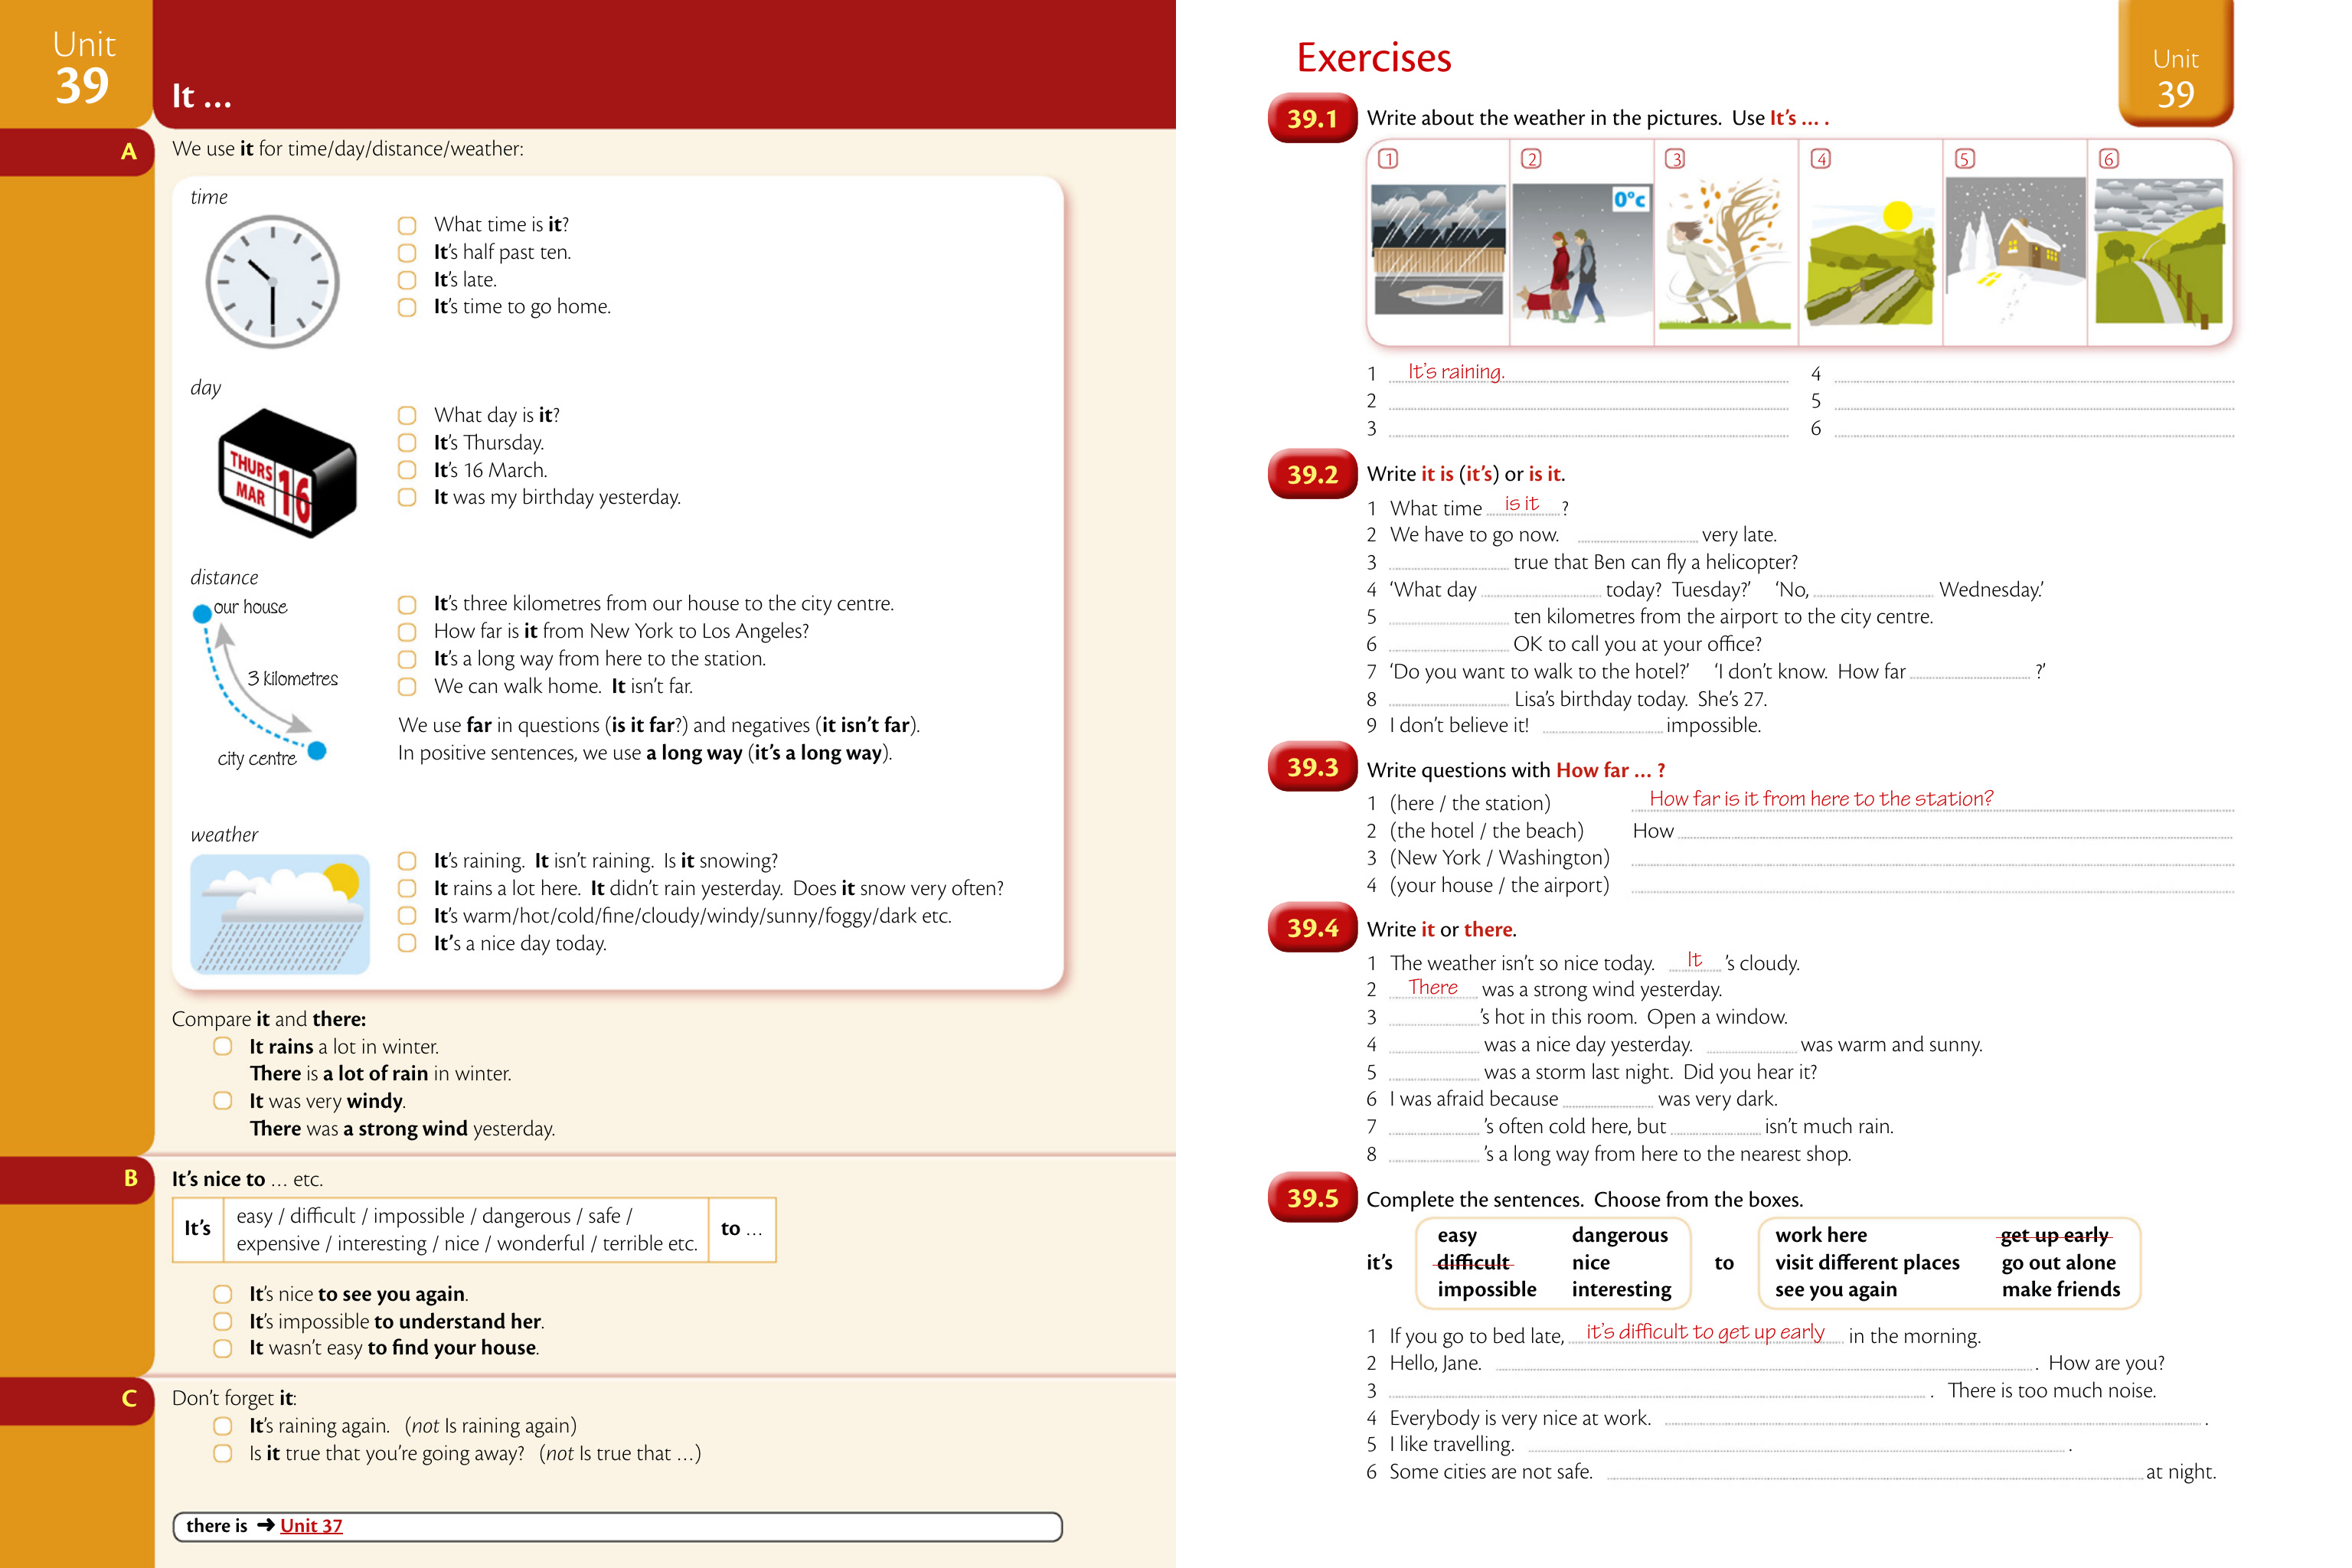 Unit
39
It ...
A
We use it for time/day/distance/weather:
time
What time is it?
It's half past ten.
It's late.
It's time to go home.
day
THURS
MAR
16
What day is it?
It's Thursday.
It's 16 March.
It was my birthday yesterday.
distance
our house
3 kilometres
city centre
It's three kilometres from our house to the city centre.
How far is it from New York to Los Angeles?
It's a long way from here to the station.
We can walk home. It isn't far.
We use far in questions (is it far?) and negatives (it isn't far).
In positive sentences, we use a long way (it's a long way).
weather
It's raining. It isn't raining. Is it snowing?
It rains a lot here. It didn't rain yesterday. Does it snow very often?
It's warm/hot/cold/fine/cloudy/windy/sunny/foggy/dark etc.
It's a nice day today.
Compare it and there:
It rains a lot in winter.
There is a lot of rain in winter.
It was very windy.
There was a strong wind yesterday.
B
It's nice to ... etc.
It's
easy / difficult / impossible / dangerous / safe /
expensive / interesting / nice / wonderful / terrible etc.
to ...
It's nice to see you again.
It's impossible to understand her.
It wasn't easy to find your house.
C
Don't forget it:
It's raining again. (not Is raining again)
Is it true that you're going away? (not Is true that ...)
there is ➜ Unit 37
Exercises
Unit
39
39.1 Write about the weather in the pictures. Use It's ... .
1 2 3 4 5 6
0°c
1 It's raining. 4
2 5
3 6
39.2 Write it is (it's) or is it.
1 What time is it ?
2 We have to go now. very late.
3 true that Ben can fly a helicopter?
4 'What day today? Tuesday?' 'No, Wednesday.'
5 ten kilometres from the airport to the city centre.
6 OK to call you at your office?
7 'Do you want to walk to the hotel?' 'I don't know. How far ?'
8 Lisa's birthday today. She's 27.
9 I don't believe it! impossible.
39.3 Write questions with How far ... ?
1 (here / the station) How far is it from here to the station?
2 (the hotel / the beach) How
3 (New York / Washington)
4 (your house / the airport)
39.4 Write it or there.
1 The weather isn't so nice today. It 's cloudy.
2 There was a strong wind yesterday.
3 's hot in this room. Open a window.
4 was a nice day yesterday. was warm and sunny.
5 was a storm last night. Did you hear it?
6 I was afraid because was very dark.
7 's often cold here, but isn't much rain.
8 's a long way from here to the nearest shop.
39.5 Complete the sentences. Choose from the boxes.
easy dangerous work here get up early
it's difficult nice to visit different places go out alone
impossible interesting see you again make friends
1 If you go to bed late, it's difficult to get up early in the morning.
2 Hello, Jane. . How are you?
3 . There is too much noise.
4 Everybody is very nice at work. .
5 I like travelling. .
6 Some cities are not safe. at night.